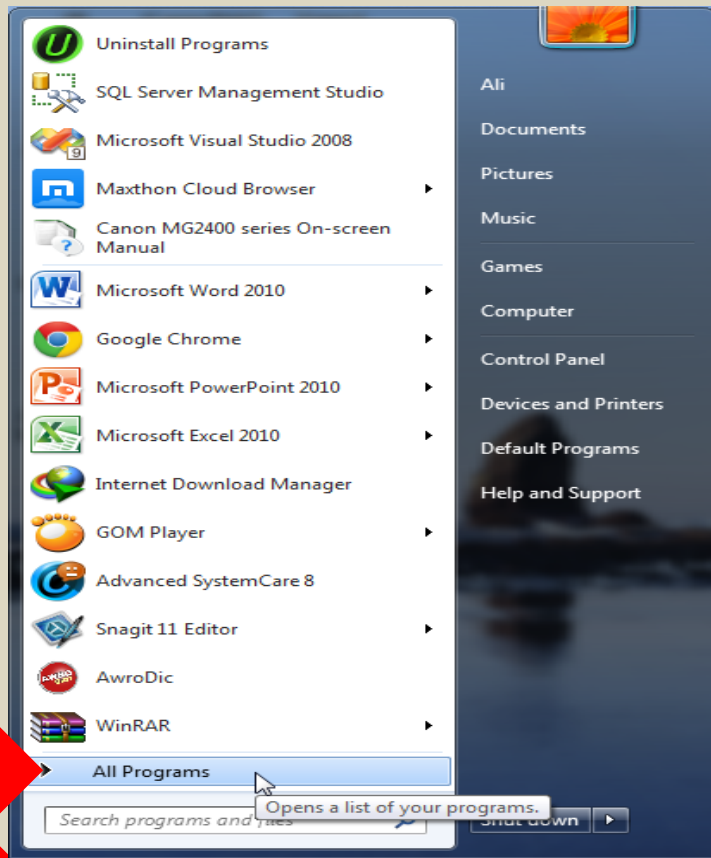 Uninstall Programs
SQL Server Management Studio
Microsoft Visual Studio 2008
9
Maxthon Cloud Browser
Canon MG2400 series On-screen
Manual
Microsoft Word 2010
Google Chrome
Microsoft PowerPoint 2010
Microsoft Excel 2010
Internet Download Manager
GOM Player
Advanced SystemCare 8
Snagit 11 Editor
AwroDic
WinRAR
All Programs
Search programs and files
Opens a list of your programs.
Ali
Documents
Pictures
Music
Games
Computer
Control Panel
Devices and Printers
Default Programs
Help and Support
Shut down